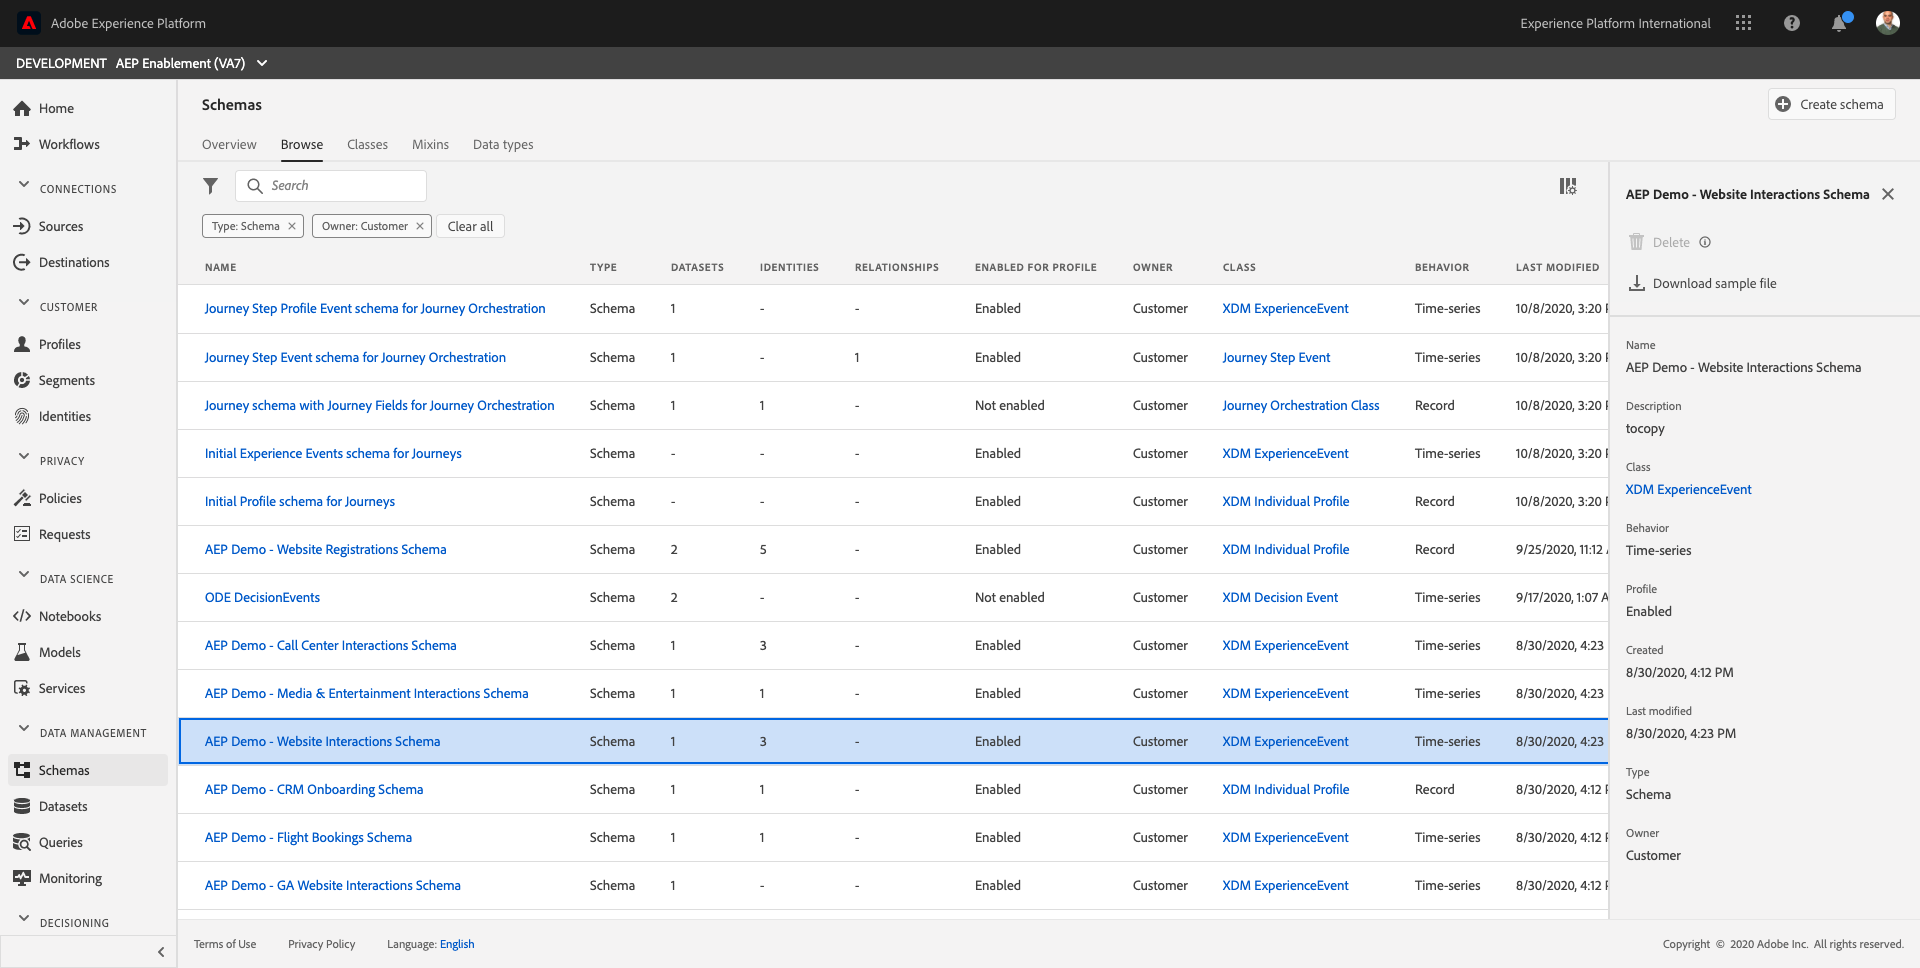 Adobe Experience Platform
Experience Platform International
DEVELOPMENT AEP Enablement (VA7)
Home
Workflows
CONNECTIONS
Sources
Destinations
CUSTOMER
Profiles
Segments
Identities
PRIVACY
Policies
Requests
DATA SCIENCE
Notebooks
Models
Services
DATA MANAGEMENT
Schemas
Datasets
Queries
Monitoring
DECISIONING
Schemas
Create schema
Overview Browse Classes Mixins Data types
Search
Type: Schema Owner: Customer Clear all
NAME TYPE DATASETS IDENTITIES RELATIONSHIPS ENABLED FOR PROFILE OWNER CLASS BEHAVIOR LAST MODIFIED
Journey Step Profile Event schema for Journey Orchestration Schema 1 - - Enabled Customer XDM ExperienceEvent Time-series 10/8/2020, 3:20
Journey Step Event schema for Journey Orchestration Schema 1 - 1 Enabled Customer Journey Step Event Time-series 10/8/2020, 3:20
Journey schema with Journey Fields for Journey Orchestration Schema 1 1 - Not enabled Customer Journey Orchestration Class Record 10/8/2020, 3:20
Initial Experience Events schema for Journeys Schema - - - Enabled Customer XDM ExperienceEvent Time-series 10/8/2020, 3:20
Initial Profile schema for Journeys Schema - - - Enabled Customer XDM Individual Profile Record 10/8/2020, 3:20
AEP Demo - Website Registrations Schema Schema 2 5 - Enabled Customer XDM Individual Profile Record 9/25/2020, 11:12
ODE DecisionEvents Schema 2 - - Not enabled Customer XDM Decision Event Time-series 9/17/2020, 1:07 A
AEP Demo - Call Center Interactions Schema Schema 1 3 - Enabled Customer XDM ExperienceEvent Time-series 8/30/2020, 4:23
AEP Demo - Media & Entertainment Interactions Schema Schema 1 1 - Enabled Customer XDM ExperienceEvent Time-series 8/30/2020, 4:23
AEP Demo - Website Interactions Schema Schema 1 3 - Enabled Customer XDM ExperienceEvent Time-series 8/30/2020, 4:23
AEP Demo - CRM Onboarding Schema Schema 1 1 - Enabled Customer XDM Individual Profile Record 8/30/2020, 4:12
AEP Demo - Flight Bookings Schema Schema 1 1 - Enabled Customer XDM ExperienceEvent Time-series 8/30/2020, 4:12
AEP Demo - GA Website Interactions Schema Schema 1 - - Enabled Customer XDM ExperienceEvent Time-series 8/30/2020, 4:12
AEP Demo - Website Interactions Schema
Delete
Download sample file
Name
AEP Demo - Website Interactions Schema
Description
tocopy
Class
XDM ExperienceEvent
Behavior
Time-series
Profile
Enabled
Created
8/30/2020, 4:12 PM
Last modified
8/30/2020, 4:23 PM
Type
Schema
Owner
Customer
Terms of Use Privacy Policy Language: English
Copyright © 2020 Adobe Inc. All rights reserved.